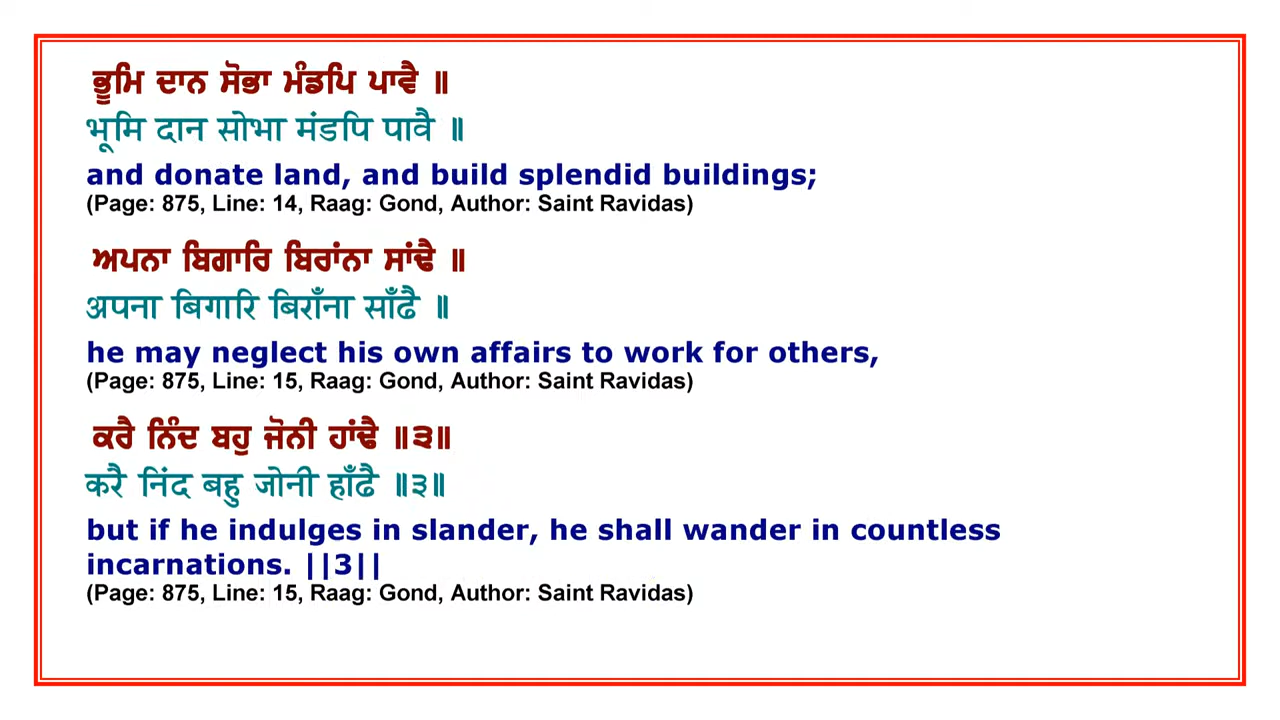 ਭੂਮਿ ਦਾਨ ਸੋਭਾ ਮੰਡਪਿ ਪਾਵੈ ॥
भूमि दान सोभा मंडपि पावै ॥
and donate land, and build splendid buildings;
(Page: 875, Line: 14, Raag: Gond, Author: Saint Ravidas)
ਅਪਨਾ ਬਿਗਾਰਿ ਬਿਰਾਂਨਾ ਸਾਂਢੈ ॥
अपना बिगारि बिराँना साँढै ॥
he may neglect his own affairs to work for others,
(Page: 875, Line: 15, Raag: Gond, Author: Saint Ravidas)
ਕਰੈ ਨਿੰਦ ਬਹੁ ਜੋਨੀ ਹਾਂਢੈ ॥੩॥
करै निंद बहु जोनी हाँढै ॥३॥
but if he indulges in slander, he shall wander in countless
incarnations. ||3||
(Page: 875, Line: 15, Raag: Gond, Author: Saint Ravidas)